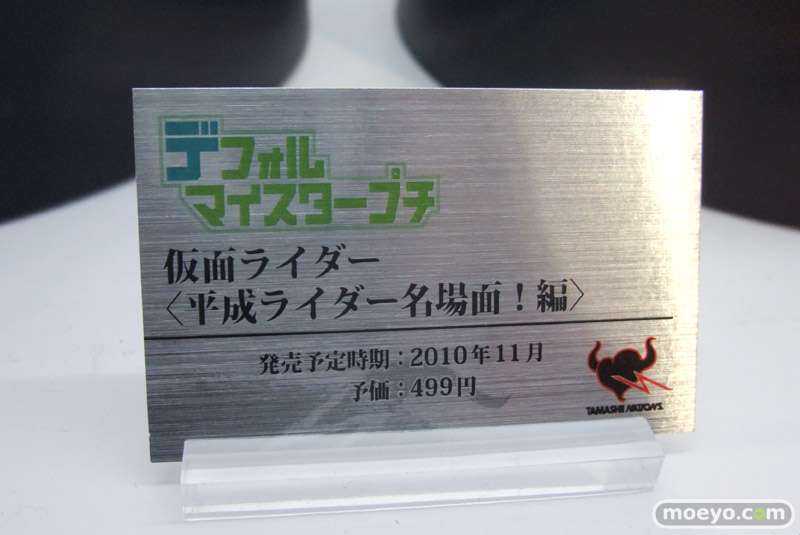 デフォル
マイスタープチ
仮面ライダー
〈平成ライダー名場面！編〉
発売予定時期：2010年11月
予価：499円
TAMASHII NATIONS
moeyo.com